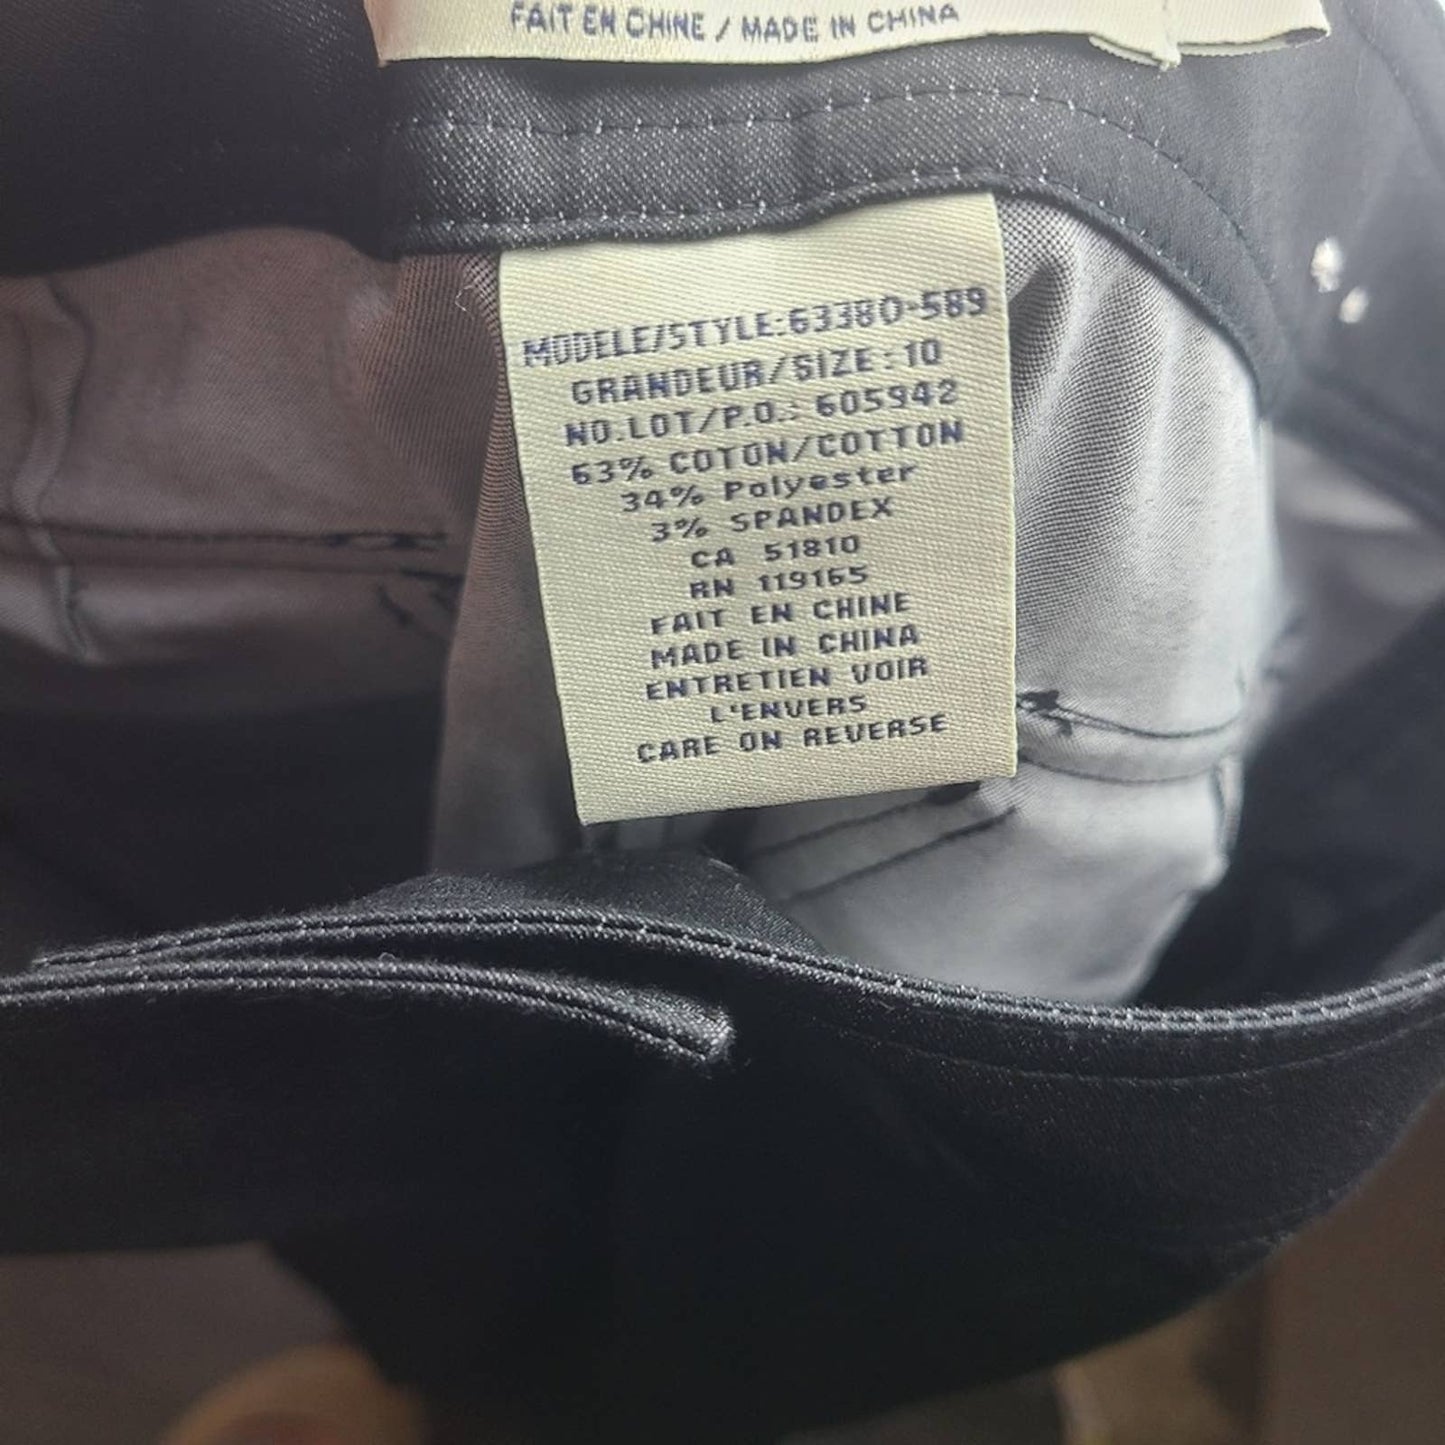 FAIT EN CHINE / MADE IN CHINA
MODELE/STYLE:63380-589
GRANDEUR/SIZE:10
NO.LOT/P.O.: 605942
63% COTON/COTTON
34% Polyester
3% SPANDEX
CA 51810
RN 119165
FAIT EN CHINE
MADE IN CHINA
ENTRETIEN VOIR
L'ENVERS
CARE ON REVERSE